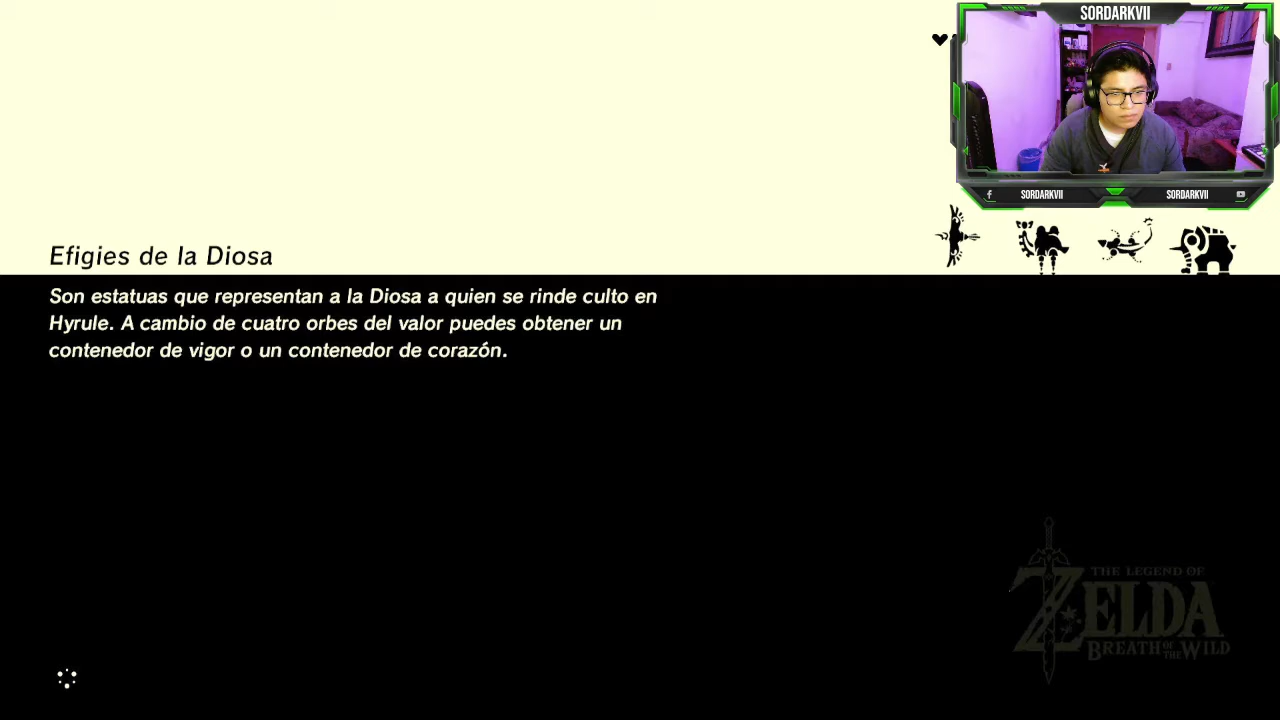 SORDARKVII
SORDARKVII
SORDARKVII
Efigies de la Diosa
Son estatuas que representan a la Diosa a quien se rinde culto en
Hyrule. A cambio de cuatro orbes del valor puedes obtener un
contenedor de vigor o un contenedor de corazón.
THE LEGEND OF
ZELDA
BREATH OF THE WILD